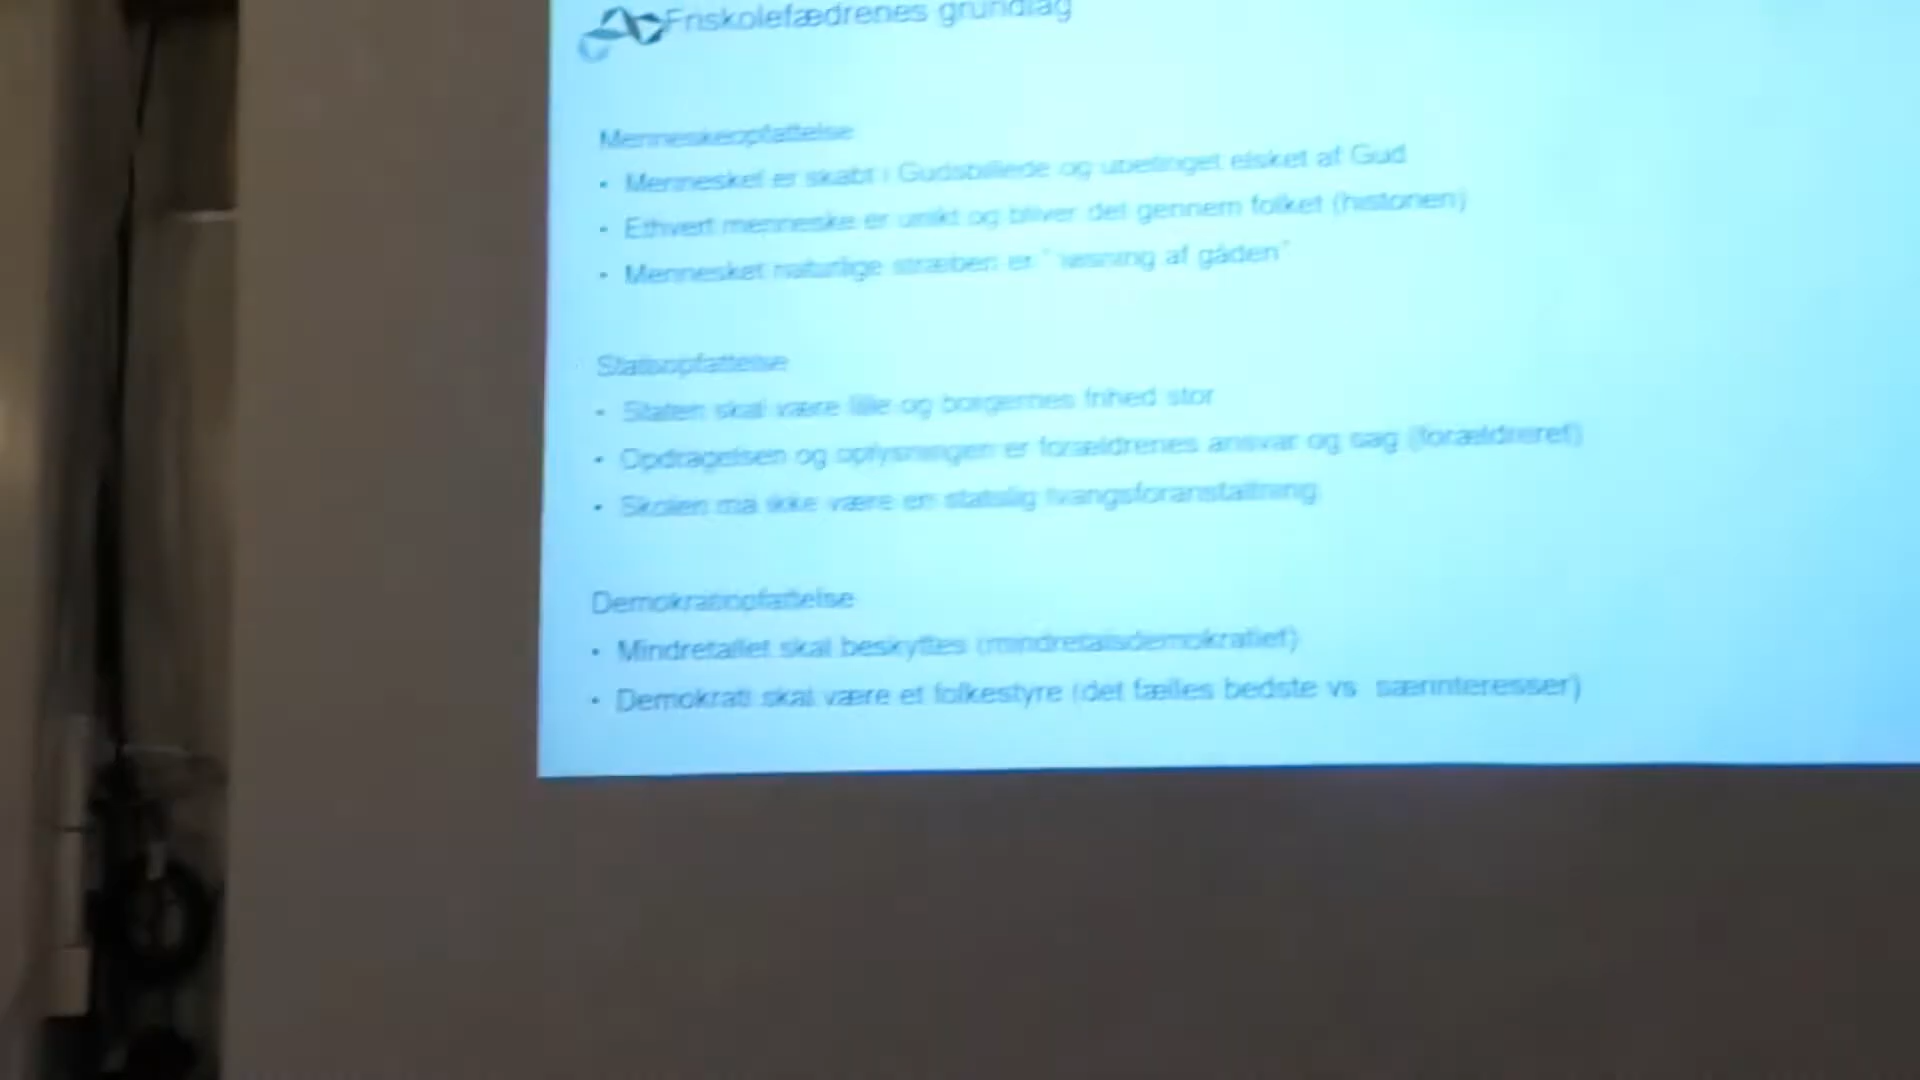 Friskolefædrenes grundlag
Menneskeopfattelse
• Mennesket er skabt i Gudsbillede og ubetinget elsket af Gud
• Ethvert menneske er unikt og bliver det gennem folket (historien)
• Mennesket naturlige stræben er "løsning af gåden"
Statsopfattelse
• Staten skal være lille og borgernes frihed stor
• Opdragelsen og oplysningen er forældrenes ansvar og sag (forældreret)
• Skolen må ikke være en statslig tvangsforanstaltning
Demokratiopfattelse
• Mindretallet skal beskyttes (mindretalsdemokratiet)
• Demokrati skal være et folkestyre (det fælles bedste vs særinteresser)